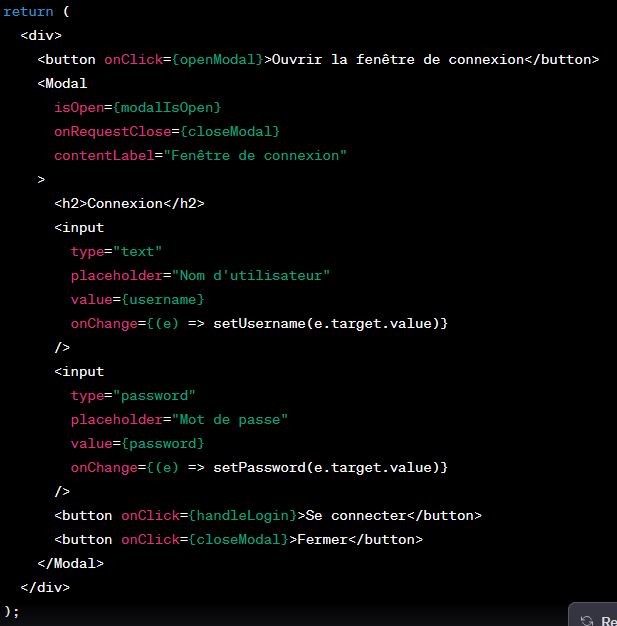 return (
  <div>
    <button onClick={openModal}>Ouvrir la fenêtre de connexion</button>
    <Modal
      isOpen={modalIsOpen}
      onRequestClose={closeModal}
      contentLabel="Fenêtre de connexion"
    >
      <h2>Connexion</h2>
      <input
        type="text"
        placeholder="Nom d'utilisateur"
        value={username}
        onChange={(e) => setUsername(e.target.value)}
      />
      <input
        type="password"
        placeholder="Mot de passe"
        value={password}
        onChange={(e) => setPassword(e.target.value)}
      />
      <button onClick={handleLogin}>Se connecter</button>
      <button onClick={closeModal}>Fermer</button>
    </Modal>
  </div>
);